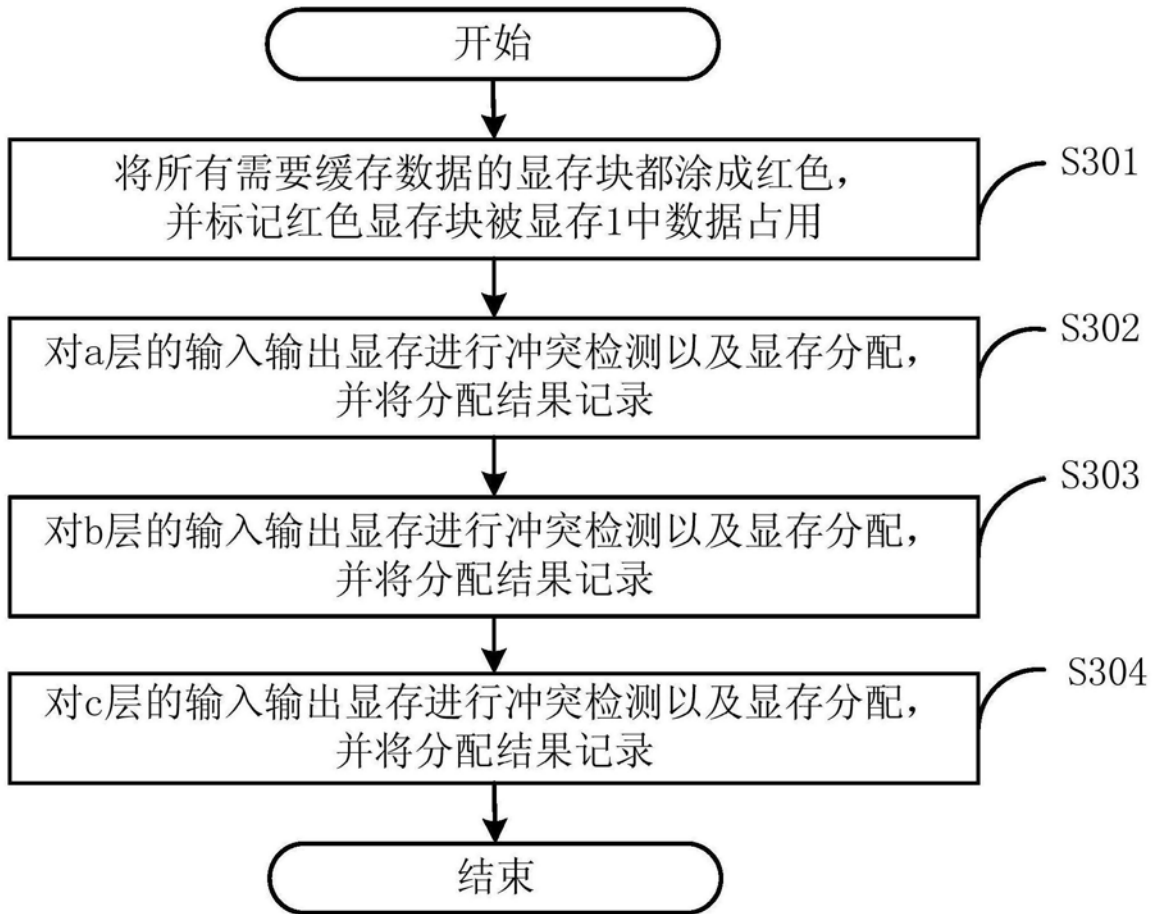 开始
将所有需要缓存数据的显存块都涂成红色，
并标记红色显存块被显存1中数据占用
S301
对a层的输入输出显存进行冲突检测以及显存分配，
并将分配结果记录
S302
对b层的输入输出显存进行冲突检测以及显存分配，
并将分配结果记录
S303
对c层的输入输出显存进行冲突检测以及显存分配，
并将分配结果记录
S304
结束